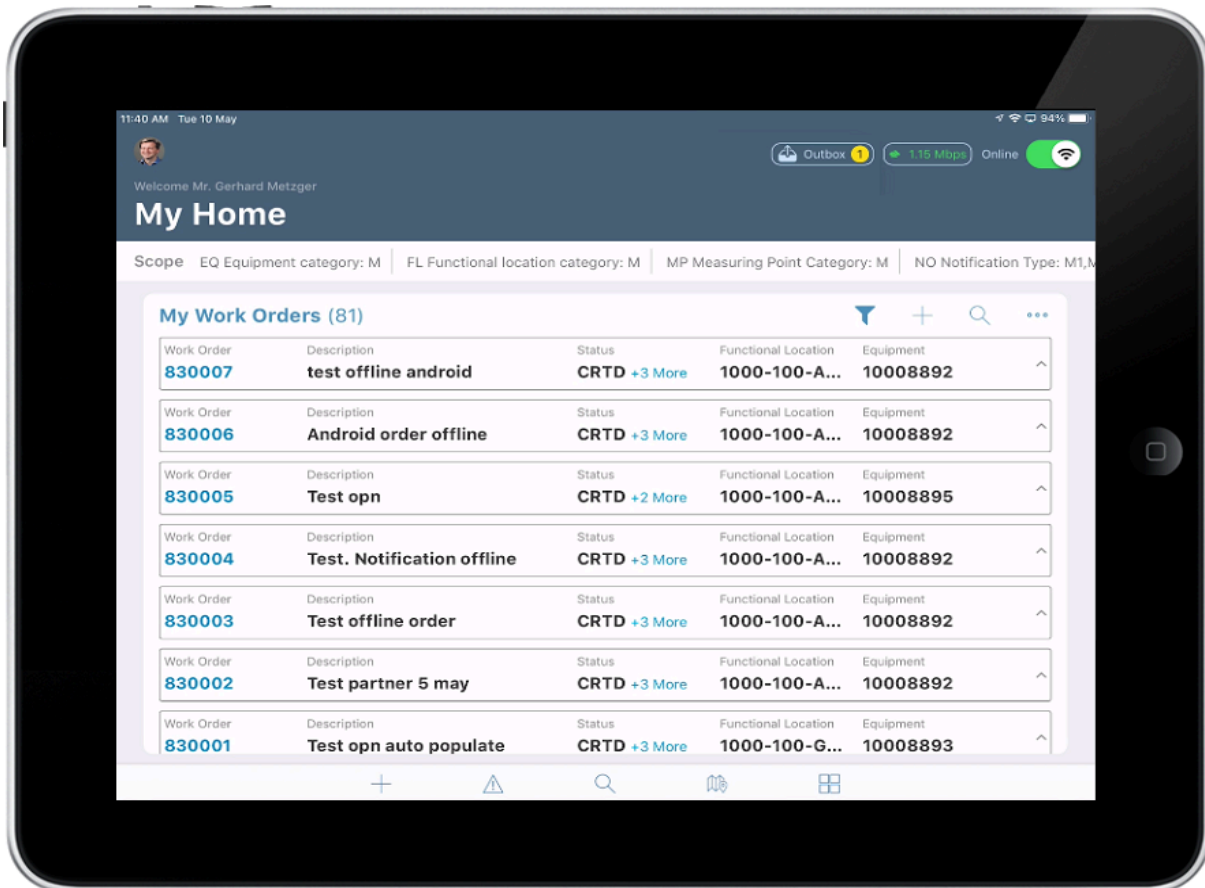 11:40 AM Tue 10 May 94%
Outbox 1 1.15 Mbps Online
Welcome Mr. Gerhard Metzger
My Home
Scope EQ Equipment category: M FL Functional location category: M MP Measuring Point Category: M NO Notification Type: M1,M
My Work Orders (81)
Work Order Description Status Functional Location Equipment
830007 test offline android CRTD +3 More 1000-100-A... 10008892
Work Order Description Status Functional Location Equipment
830006 Android order offline CRTD +3 More 1000-100-A... 10008892
Work Order Description Status Functional Location Equipment
830005 Test opn CRTD +2 More 1000-100-A... 10008895
Work Order Description Status Functional Location Equipment
830004 Test. Notification offline CRTD +3 More 1000-100-A... 10008892
Work Order Description Status Functional Location Equipment
830003 Test offline order CRTD +3 More 1000-100-A... 10008892
Work Order Description Status Functional Location Equipment
830002 Test partner 5 may CRTD +3 More 1000-100-A... 10008892
Work Order Description Status Functional Location Equipment
830001 Test opn auto populate CRTD +3 More 1000-100-G... 10008893